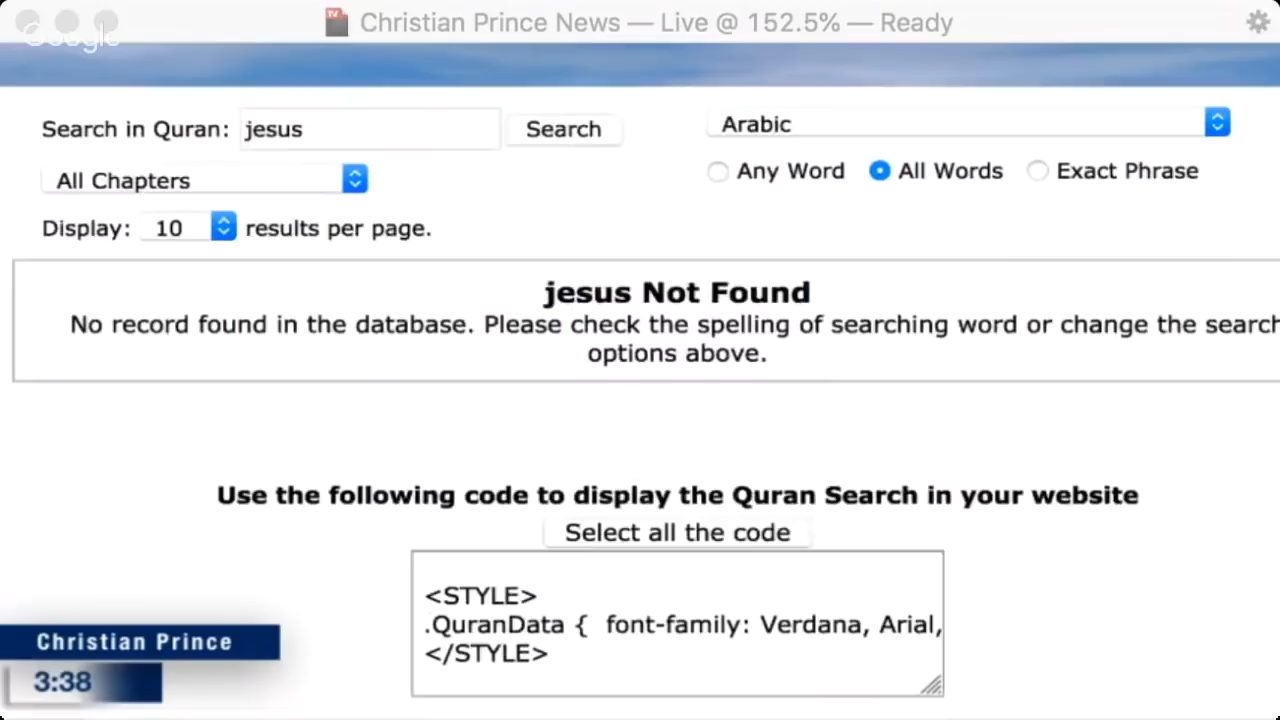 Christian Prince News — Live @ 152.5% — Ready
Google
Search in Quran: jesus Search
Arabic
All Chapters
Any Word All Words Exact Phrase
Display: 10 results per page.
jesus Not Found
No record found in the database. Please check the spelling of searching word or change the search
options above.
Use the following code to display the Quran Search in your website
Select all the code
<STYLE>
.QuranData { font-family: Verdana, Arial,
</STYLE>
Christian Prince
3:38